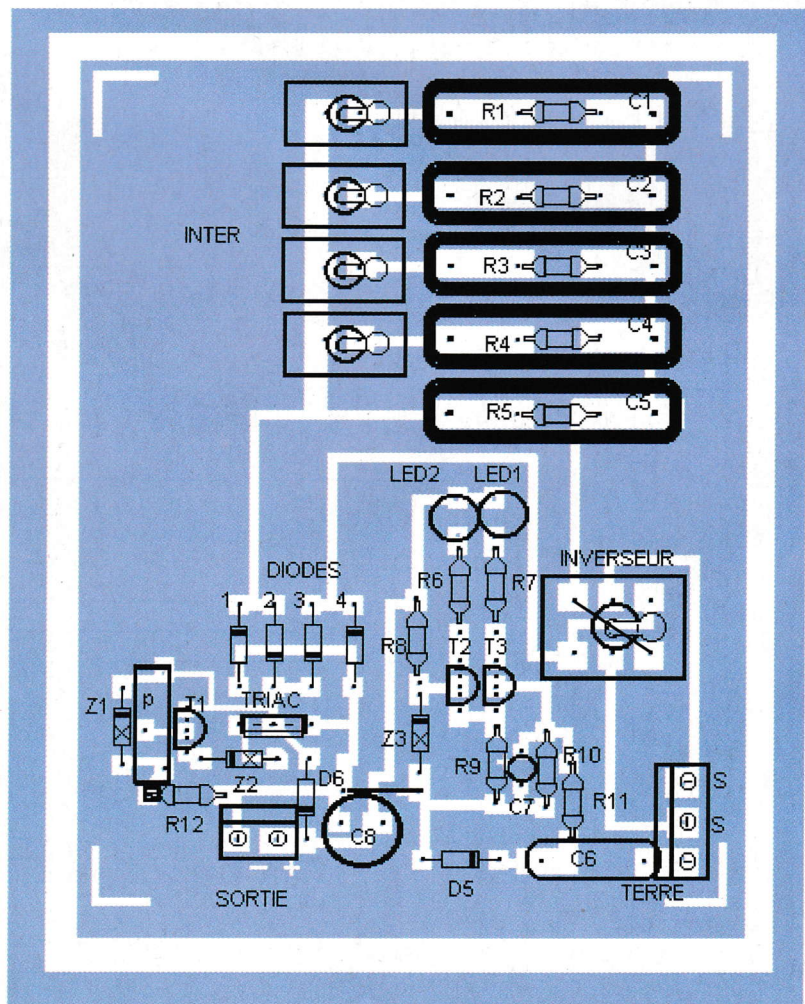 R1 C1
R2 C2
INTER
R3 C3
R4 C4
R5 C5
LED2 LED1
INVERSEUR
DIODES
R6 R7
1 2 3 4
R8
T2 T3
p
Z1 T1 TRIAC
Z3
Z2 D6
R9 R10
C7 R11
R12
S
S
C8
C6
- +
D5
SORTIE
TERRE